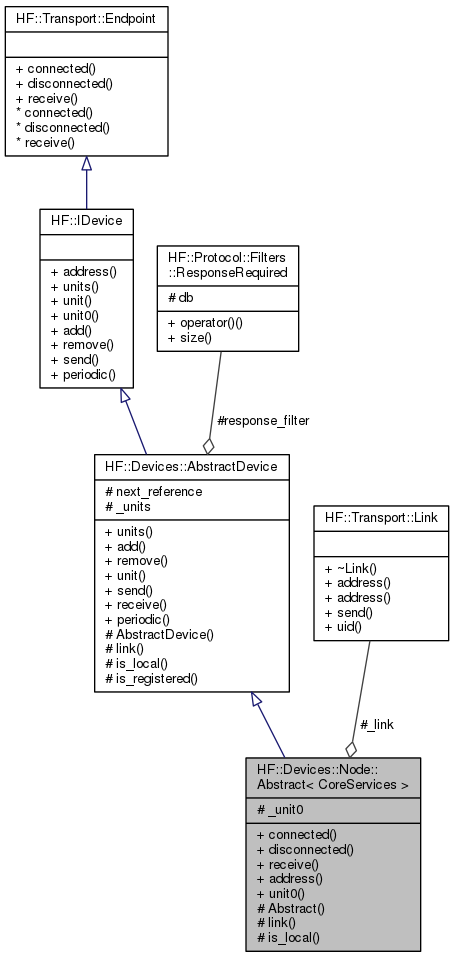 HF::Transport::Endpoint
+ connected()
+ disconnected()
+ receive()
* connected()
* disconnected()
* receive()
HF::IDevice
+ address()
+ units()
+ unit()
+ unit0()
+ add()
+ remove()
+ send()
+ periodic()
HF::Protocol::Filters
::ResponseRequired
# db
+ operator()()
+ size()
#response_filter
HF::Devices::AbstractDevice
# next_reference
# _units
+ units()
+ add()
+ remove()
+ unit()
+ send()
+ receive()
+ periodic()
# AbstractDevice()
# link()
# is_local()
# is_registered()
HF::Transport::Link
+ ~Link()
+ address()
+ address()
+ send()
+ uid()
#_link
HF::Devices::Node::
Abstract< CoreServices >
# _unit0
+ connected()
+ disconnected()
+ receive()
+ address()
+ unit0()
# Abstract()
# link()
# is_local()